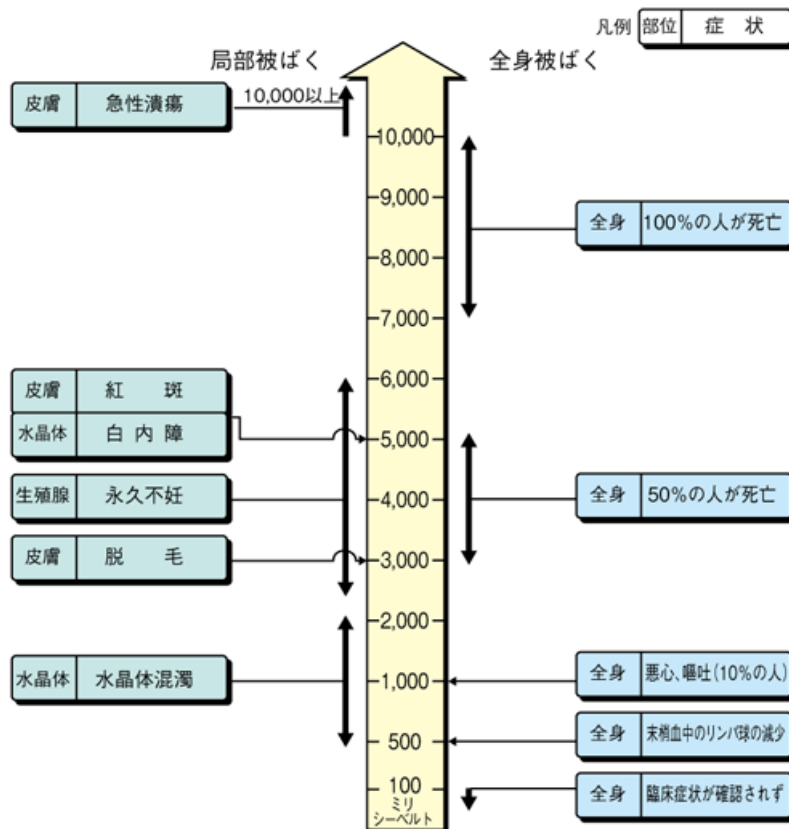 凡例 部位 症 状
局部被ばく 全身被ばく
皮膚 急性潰瘍 10,000以上
10,000
9,000
全身 100%の人が死亡
8,000
7,000
6,000
皮膚 紅 斑
水晶体 白 内 障
5,000
生殖腺 永久不妊
4,000
全身 50%の人が死亡
皮膚 脱 毛
3,000
2,000
水晶体 水晶体混濁
1,000
全身 悪心、嘔吐(10%の人)
500
全身 末梢血中のリンパ球の減少
100
ミリ
シーベルト
全身 臨床症状が確認されず